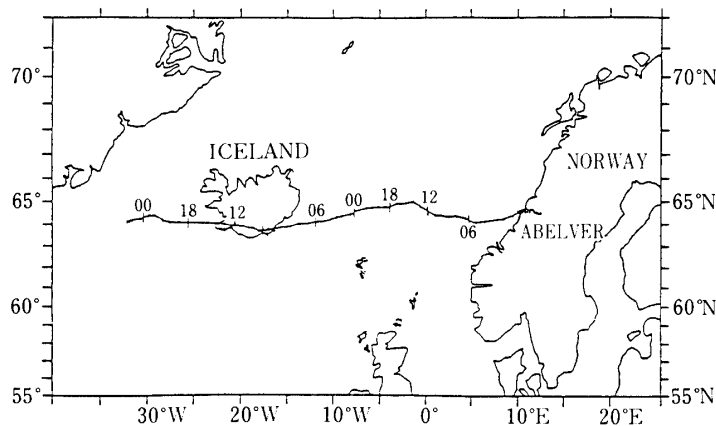 70° 70°N
ICELAND
NORWAY
65° 65°N
00 18 12 06 00 18 12 06
ABELVER
60° 60°N
55° 55°N
30°W 20°W 10°W 0° 10°E 20°E